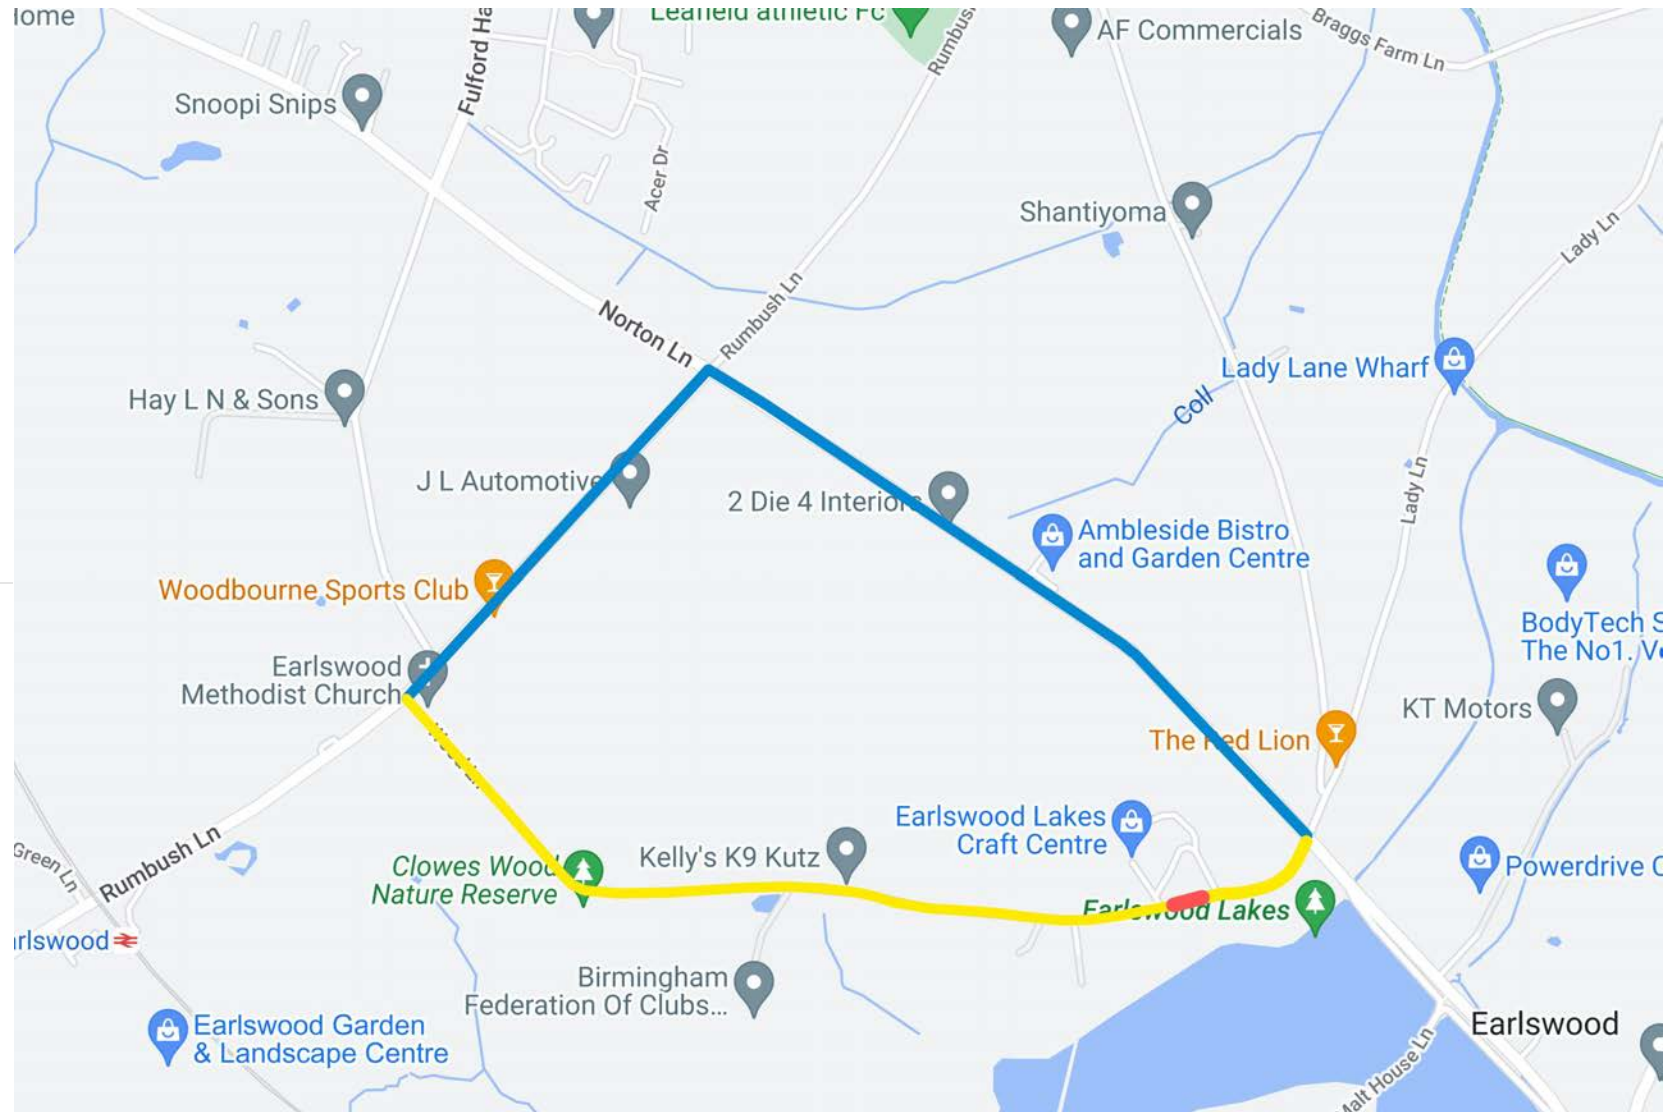 Leafield athletic Fc
AF Commercials
Braggs Farm Ln
Snoopi Snips
Acer Dr
Shantiyoma
Lady Ln
Norton Ln
Rumbush Ln
Lady Lane Wharf
Hay L N & Sons
Coll
J L Automotive
2 Die 4 Interiors
Lady Ln
Ambleside Bistro
and Garden Centre
Woodbourne Sports Club
BodyTech
The No1.
Earlswood
Methodist Church
KT Motors
The Red Lion
Earlswood Lakes
Craft Centre
Kelly's K9 Kutz
Green Ln
Rumbush Ln
Clowes Wood
Nature Reserve
Powerdrive
Earlswood Lakes
Birmingham
Federation Of Clubs...
Earlswood
Earlswood Garden
& Landscape Centre
Malt House Ln